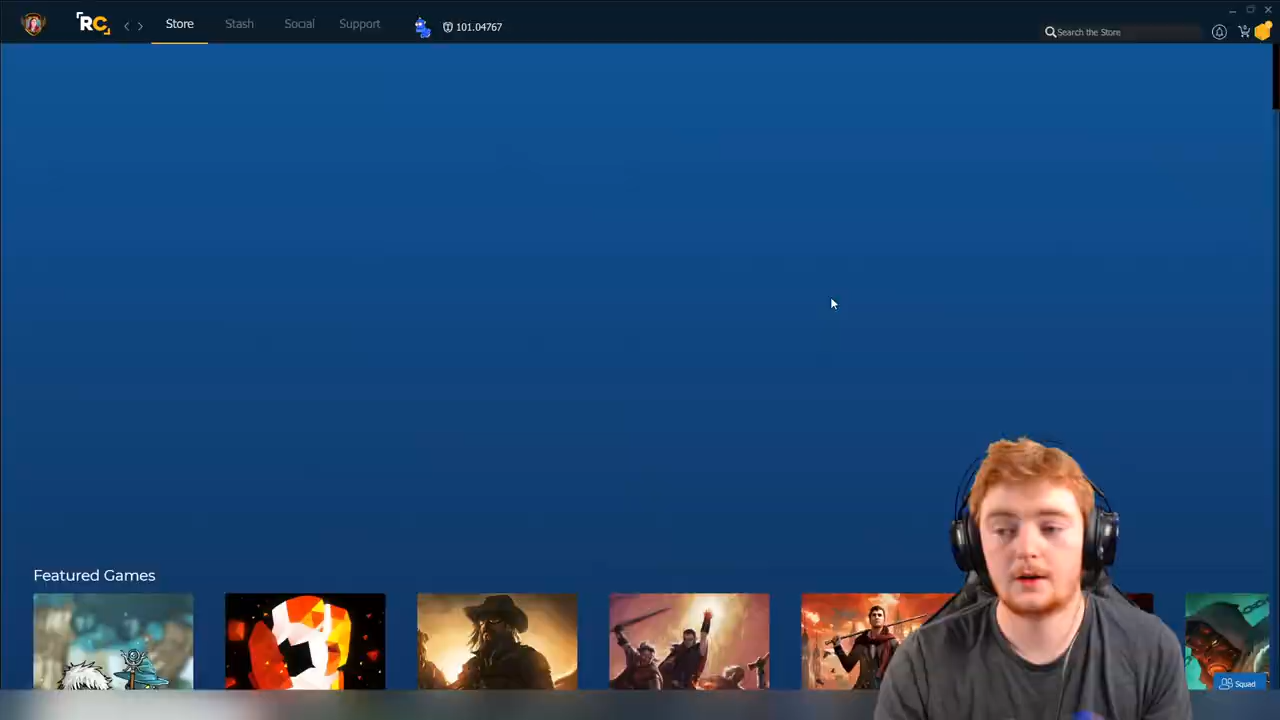 RC
Store
Stash
Social
Support
101.04767
Search the Store
Featured Games
Squad